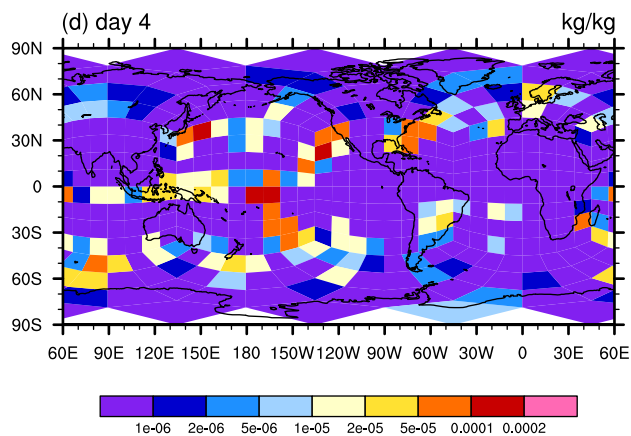 (d) day 4 kg/kg
90N
60N
30N
0
30S
60S
90S
60E 90E 120E 150E 180 150W 120W 90W 60W 30W 0 30E 60E
1e-06 2e-06 5e-06 1e-05 2e-05 5e-05 0.0001 0.0002